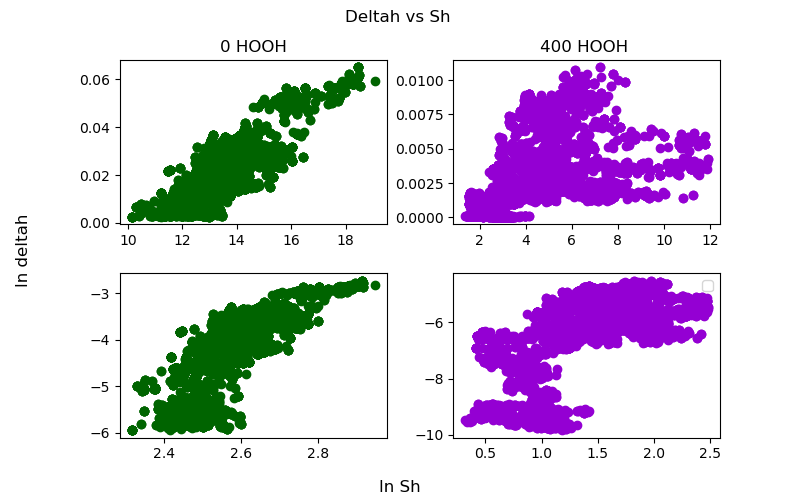 Deltah vs Sh
0 HOOH
400 HOOH
0.06
0.04
0.02
0.00
10 12 14 16 18
0.0100
0.0075
0.0050
0.0025
0.0000
2 4 6 8 10 12
ln deltah
−3
−4
−5
−6
2.4 2.6 2.8
−6
−8
−10
0.5 1.0 1.5 2.0 2.5
ln Sh